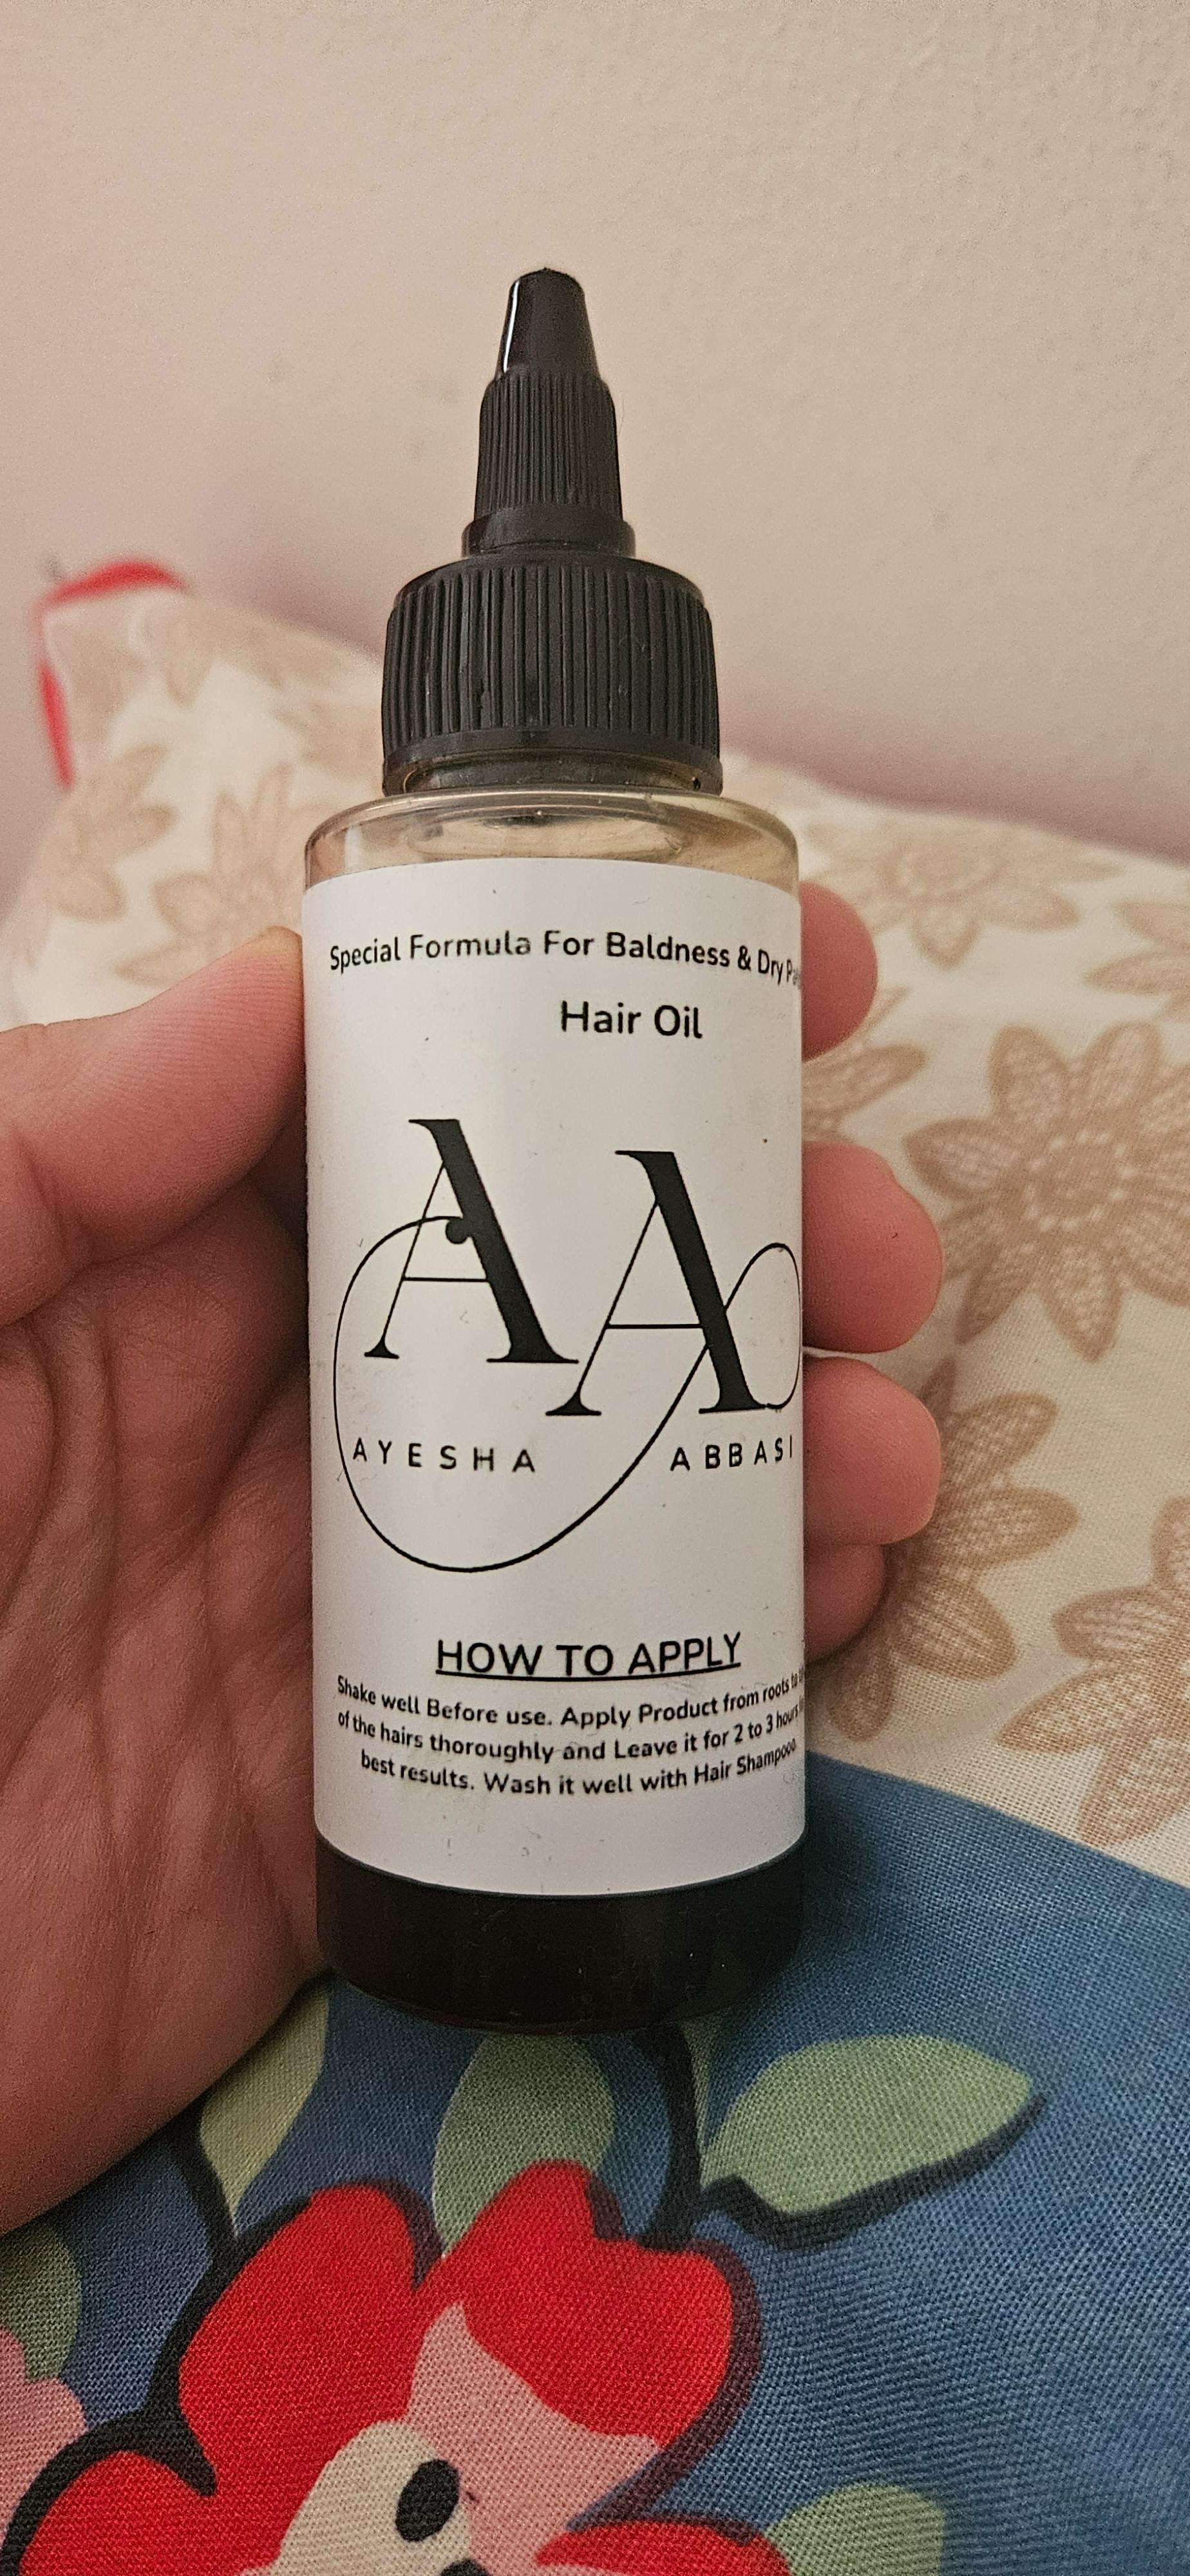 Special Formula For Baldness & Dry
Hair Oil
AA
AYESHA ABBASI
HOW TO APPLY
Shake well Before use. Apply Product from roots to
of the hairs thoroughly and Leave it for 2 to 3 hours
best results. Wash it well with Hair Shampoo.